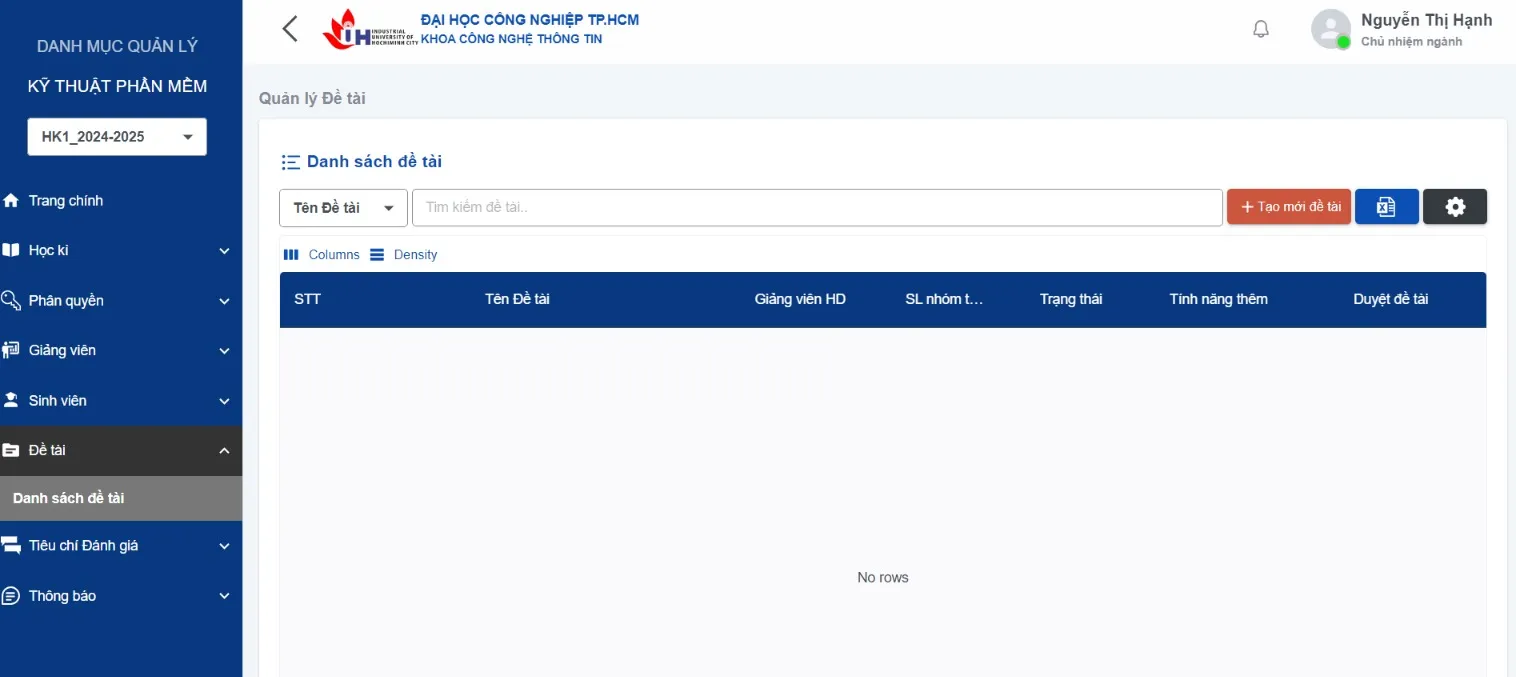 DANH MỤC QUẢN LÝ
KỸ THUẬT PHẦN MỀM
HK1_2024-2025
Trang chính
Học kì
Phân quyền
Giảng viên
Sinh viên
Đề tài
Danh sách đề tài
Tiêu chí Đánh giá
Thông báo
IUH INDUSTRIAL
UNIVERSITY OF
HOCHIMINH CITY
ĐẠI HỌC CÔNG NGHIỆP TP.HCM
KHOA CÔNG NGHỆ THÔNG TIN
Nguyễn Thị Hạnh
Chủ nhiệm ngành
Quản lý Đề tài
Danh sách đề tài
Tên Đề tài
Tìm kiếm đề tài..
+ Tạo mới đề tài
Columns Density
STT Tên Đề tài Giảng viên HD SL nhóm t... Trạng thái Tính năng thêm Duyệt đề tài
No rows